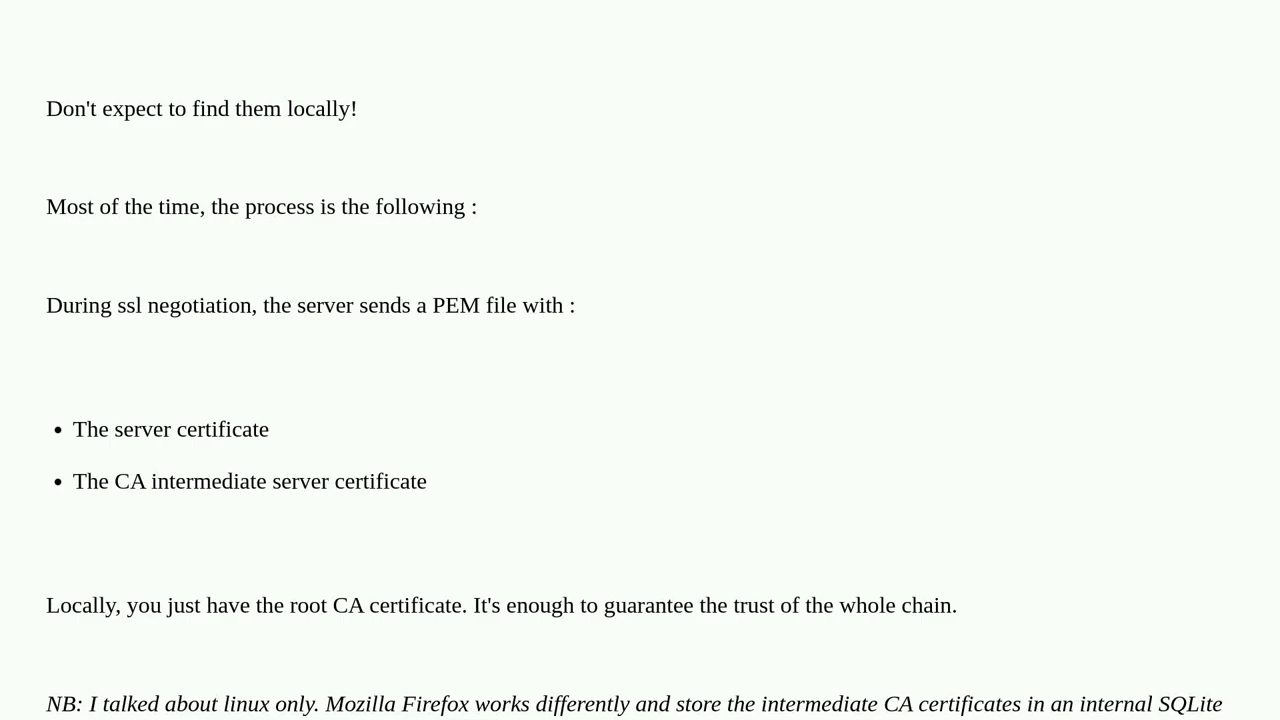 Don't expect to find them locally!
Most of the time, the process is the following :
During ssl negotiation, the server sends a PEM file with :
• The server certificate
• The CA intermediate server certificate
Locally, you just have the root CA certificate. It's enough to guarantee the trust of the whole chain.
NB: I talked about linux only. Mozilla Firefox works differently and store the intermediate CA certificates in an internal SQLite